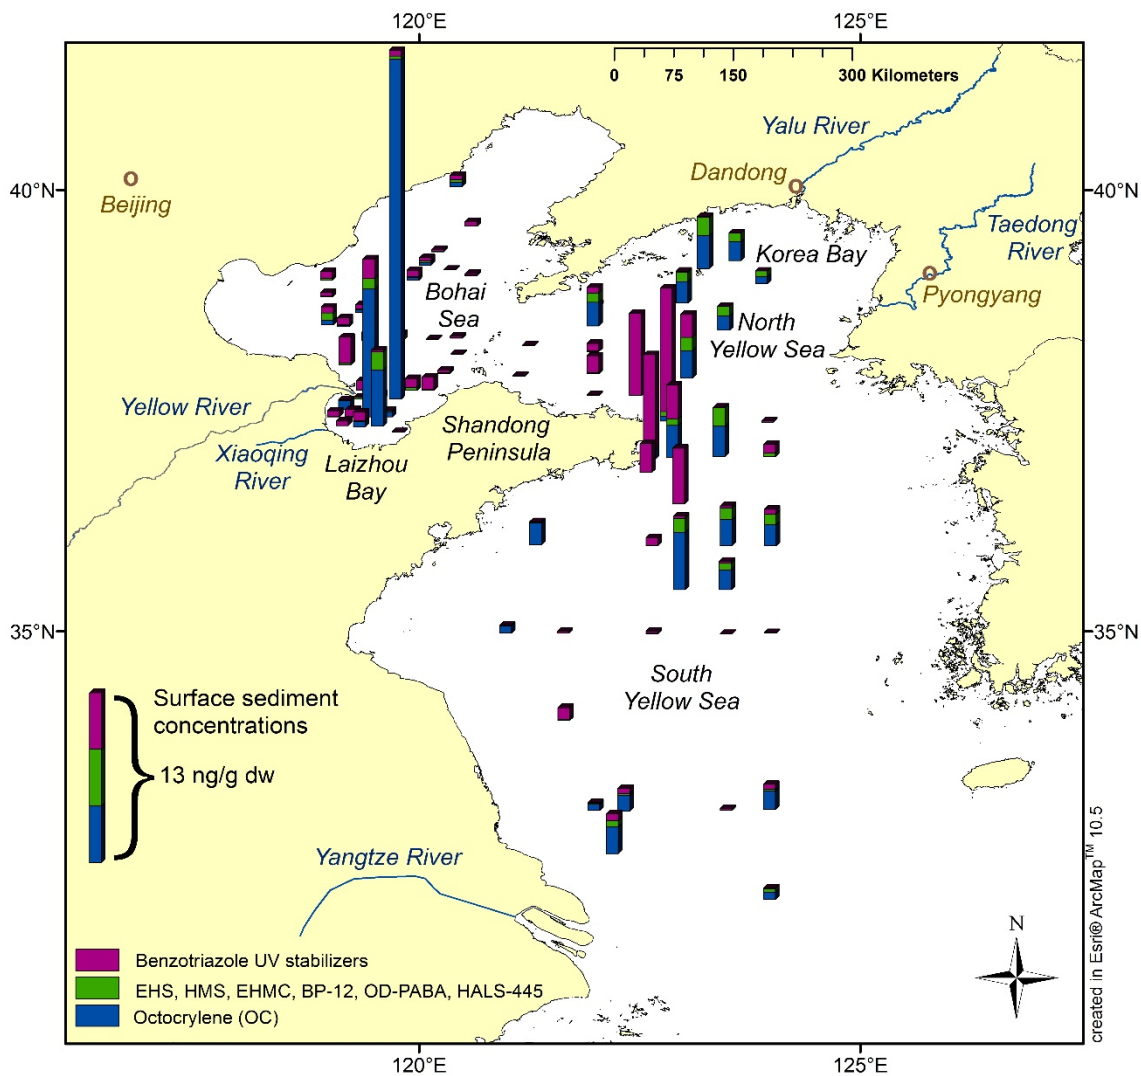 120°E
125°E
0 75 150 300 Kilometers
Yalu River
40°N
Beijing
Dandong
40°N
Taedong
River
Korea Bay
Pyongyang
Bohai
Sea
North
Yellow Sea
Yellow River
Shandong
Peninsula
Xiaoqing
River
Laizhou
Bay
35°N
35°N
South
Yellow Sea
Surface sediment
concentrations
13 ng/g dw
Yangtze River
created in Esri® ArcMap™ 10.5
N
Benzotriazole UV stabilizers
EHS, HMS, EHMC, BP-12, OD-PABA, HALS-445
Octocrylene (OC)
120°E
125°E